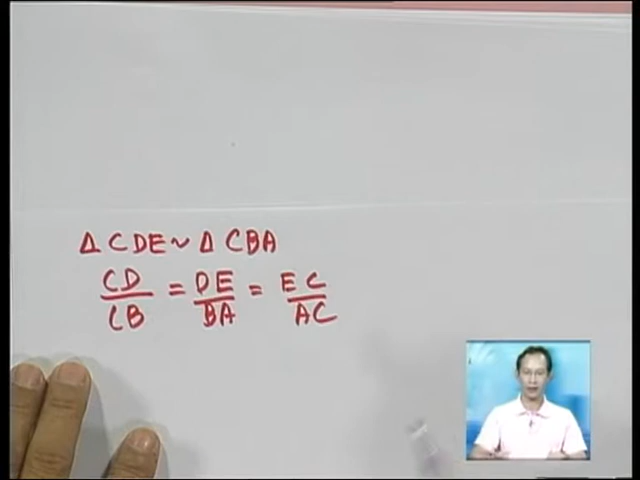 Δ CDE ~ Δ CBA
CD/CB = DE/BA = EC/AC